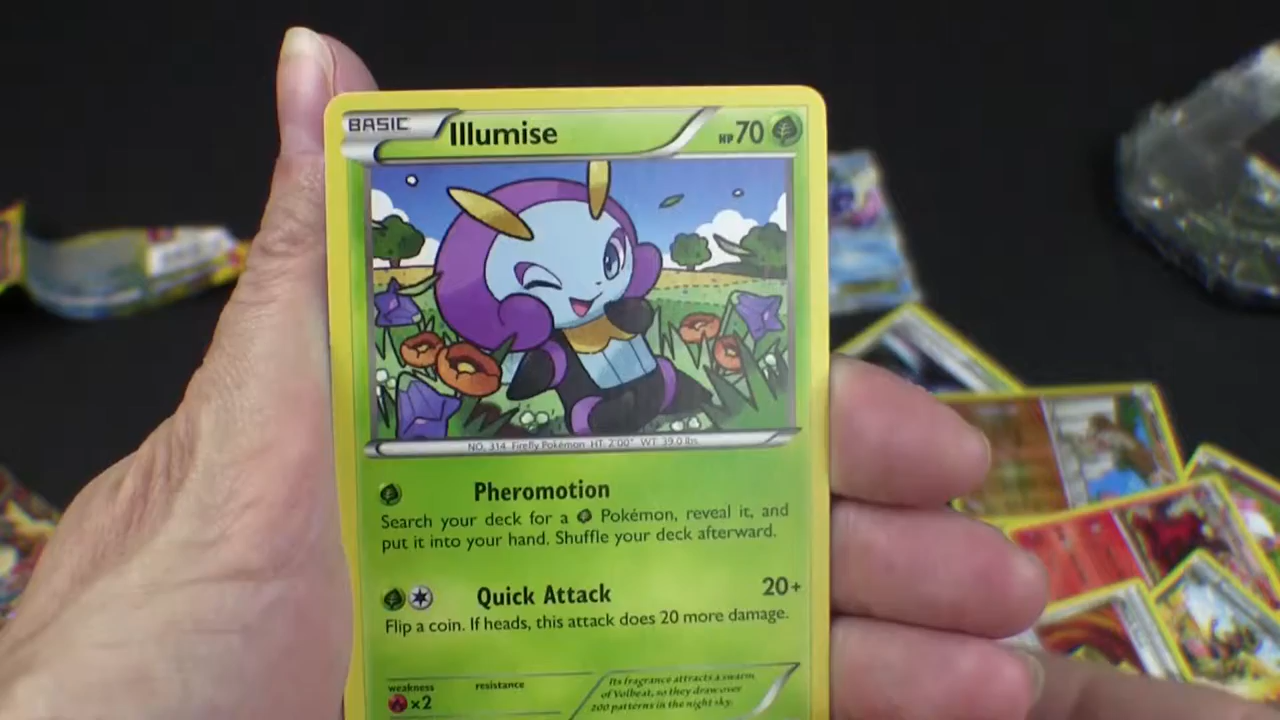 BASIC Illumise HP 70
NO. 314 Firefly Pokémon HT: 2'00" WT: 39.0 lbs.
Pheromotion
Search your deck for a Pokémon, reveal it, and
put it into your hand. Shuffle your deck afterward.
Quick Attack 20+
Flip a coin. If heads, this attack does 20 more damage.
weakness resistance
×2
Its fragrance attracts a swarm
of Volbeat, so they draw over
200 patterns in the night sky.